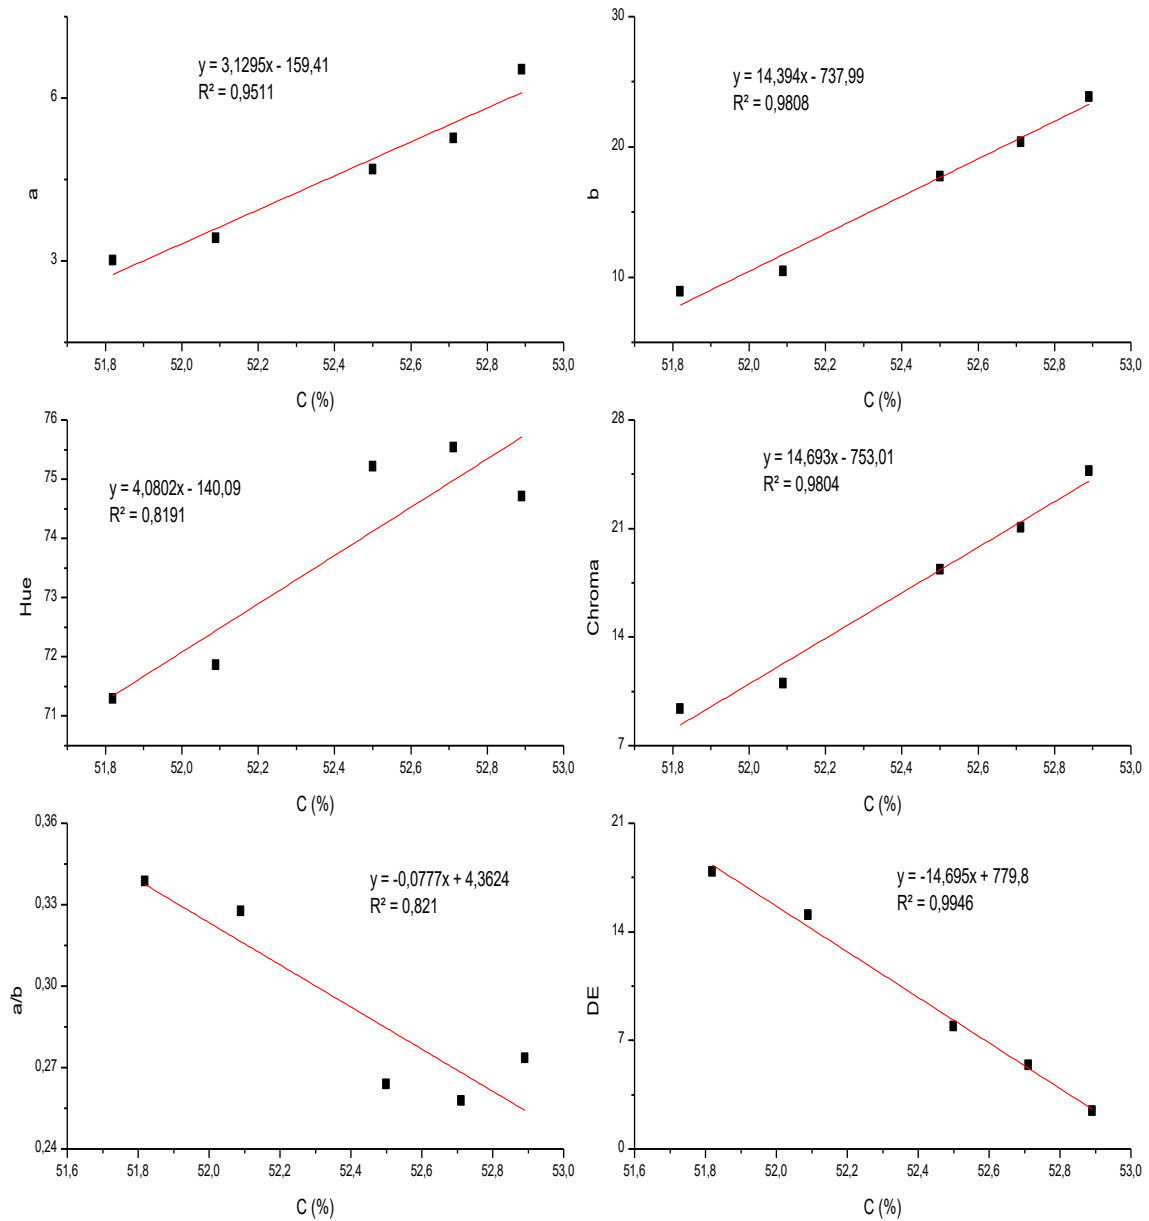 a
6
3
y = 3,1295x - 159,41
R² = 0,9511
51,8 52,0 52,2 52,4 52,6 52,8 53,0
C (%)
b
30
20
10
y = 14,394x - 737,99
R² = 0,9808
51,8 52,0 52,2 52,4 52,6 52,8 53,0
C (%)
Hue
76
75
74
73
72
71
y = 4,0802x - 140,09
R² = 0,8191
51,8 52,0 52,2 52,4 52,6 52,8 53,0
C (%)
Chroma
28
21
14
7
y = 14,693x - 753,01
R² = 0,9804
51,8 52,0 52,2 52,4 52,6 52,8 53,0
C (%)
a/b
0,36
0,33
0,30
0,27
0,24
y = -0,0777x + 4,3624
R² = 0,821
51,6 51,8 52,0 52,2 52,4 52,6 52,8 53,0
C (%)
DE
21
14
7
0
y = -14,695x + 779,8
R² = 0,9946
51,6 51,8 52,0 52,2 52,4 52,6 52,8 53,0
C (%)